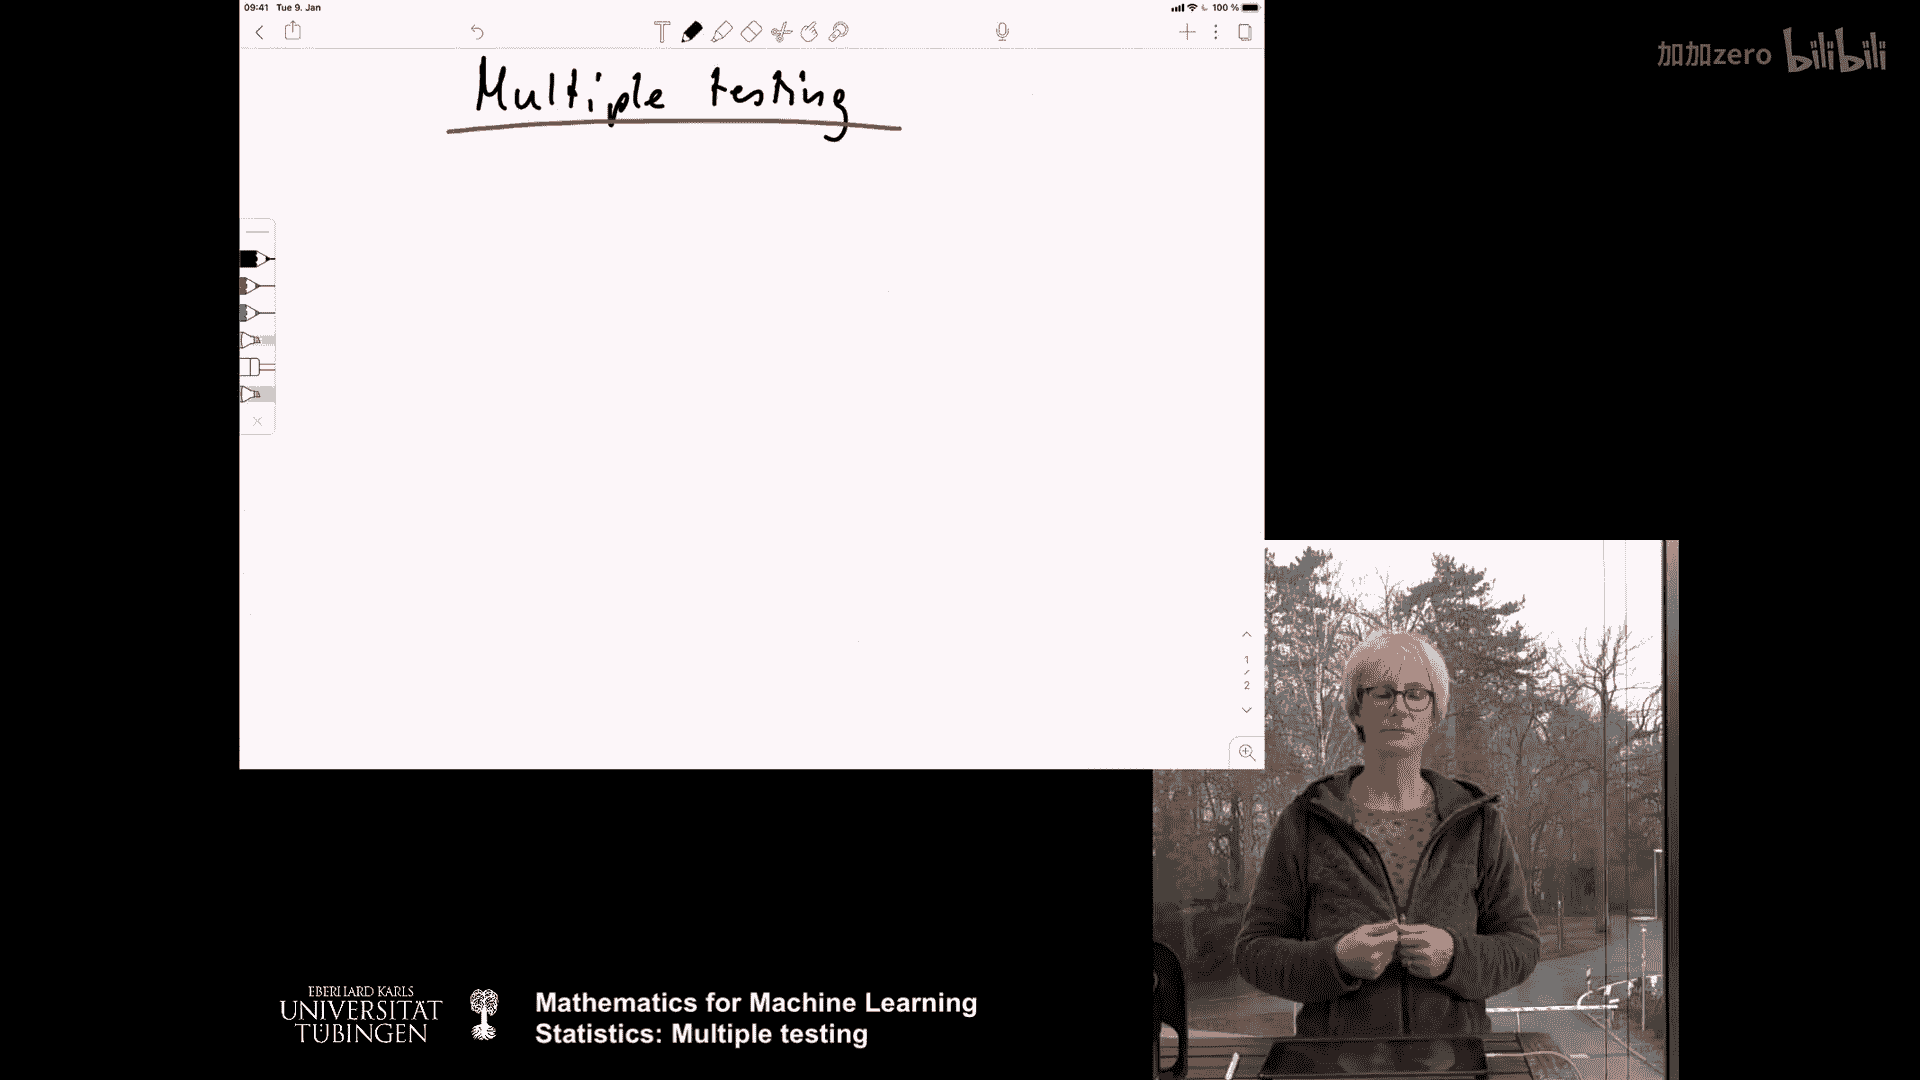 09:41 Tue 9. Jan
100 %
加加zero bilibili
Multiple testing
1
/
2
EBERHARD KARLS
UNIVERSITÄT
TÜBINGEN
Mathematics for Machine Learning
Statistics: Multiple testing